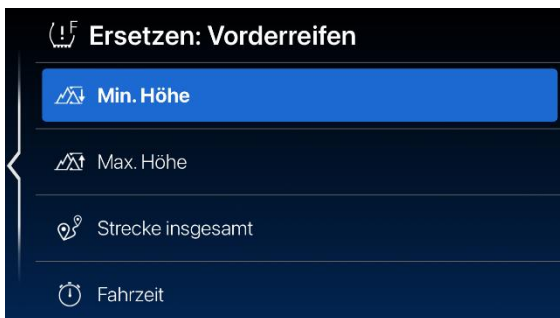 F
Ersetzen: Vorderreifen
Min. Höhe
Max. Höhe
Strecke insgesamt
Fahrzeit